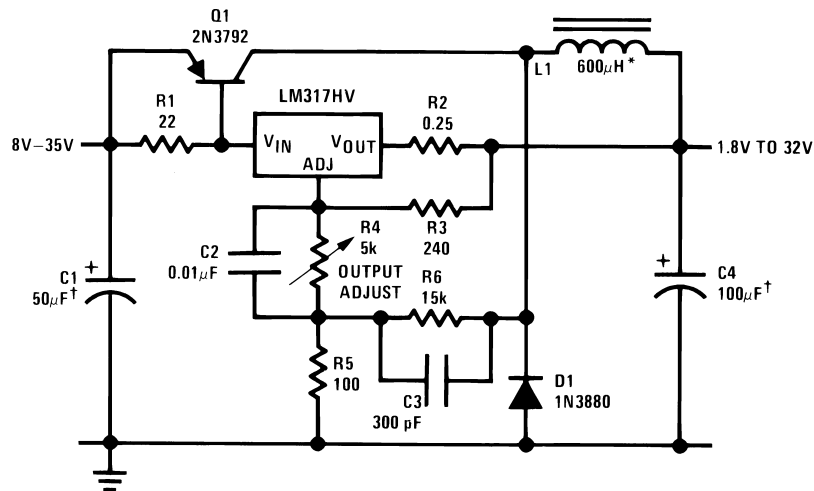 Q1
2N3792
L1
600μH*
R1
22
LM317HV
R2
0.25
8V–35V
VIN
VOUT
ADJ
1.8V TO 32V
C2
0.01μF
R4
5k
OUTPUT
ADJUST
R3
240
C1
50μF†
+
R6
15k
+
C4
100μF†
R5
100
C3
300 pF
D1
1N3880